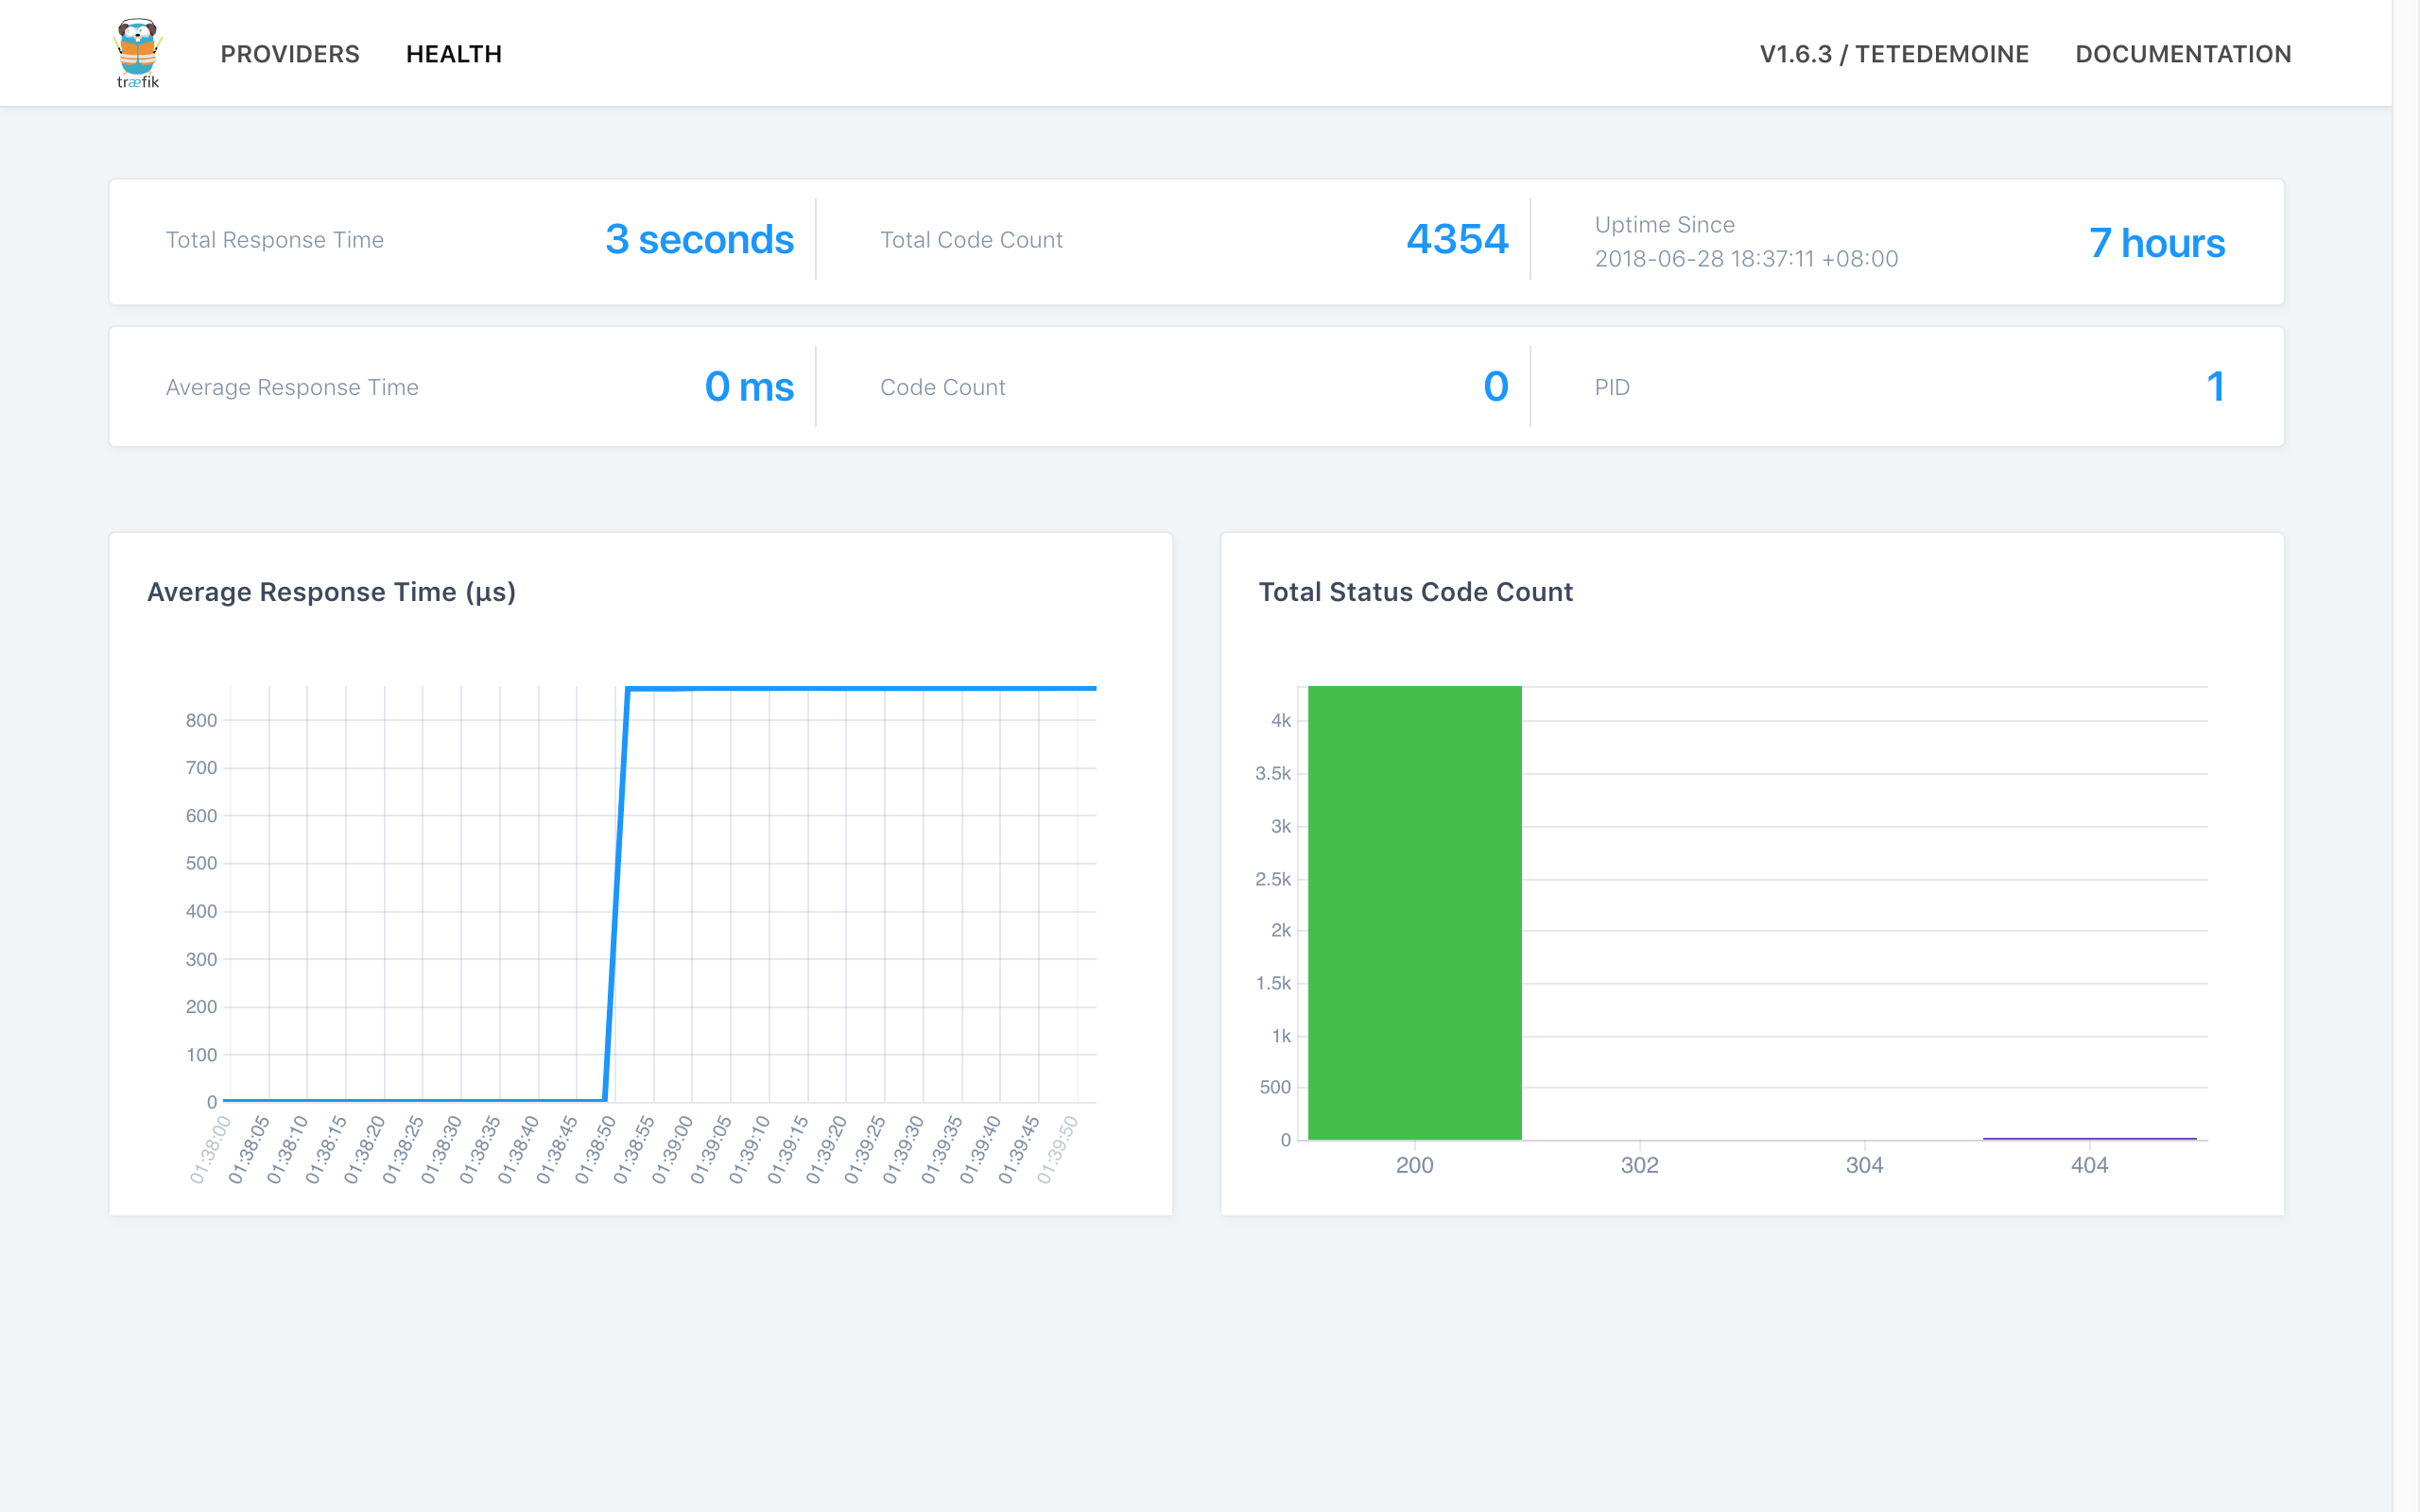 træfik
PROVIDERS HEALTH V1.6.3 / TETEDEMOINE DOCUMENTATION
Total Response Time 3 seconds Total Code Count 4354 Uptime Since
2018-06-28 18:37:11 +08:00 7 hours
Average Response Time 0 ms Code Count 0 PID 1
Average Response Time (µs)
800
700
600
500
400
300
200
100
0
01:38:00 01:38:05 01:38:10 01:38:15 01:38:20 01:38:25 01:38:30 01:38:35 01:38:40 01:38:45 01:38:50 01:38:55 01:39:00 01:39:05 01:39:10 01:39:15 01:39:20 01:39:25 01:39:30 01:39:35 01:39:40 01:39:45 01:39:50
Total Status Code Count
4k
3.5k
3k
2.5k
2k
1.5k
1k
500
0
200 302 304 404